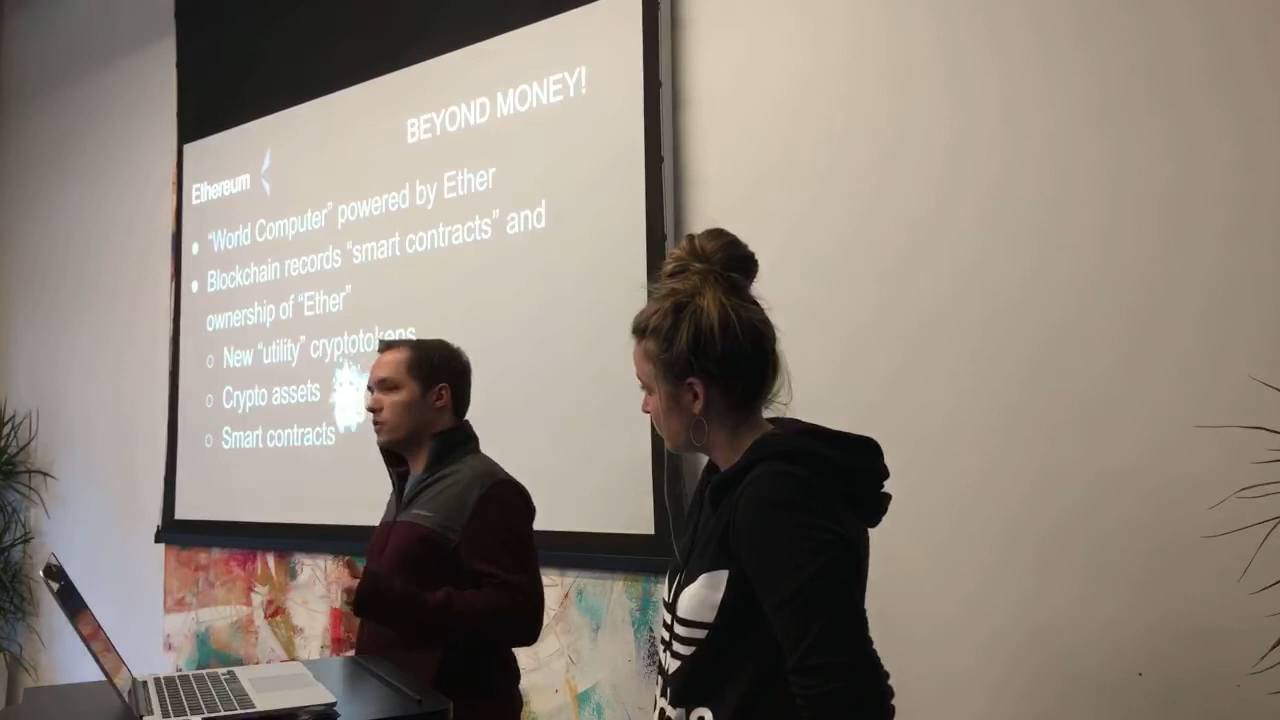 BEYOND MONEY!
Ethereum
● "World Computer" powered by Ether
● Blockchain records "smart contracts" and
ownership of "Ether"
○ New "utility" cryptotokens
○ Crypto assets
○ Smart contracts